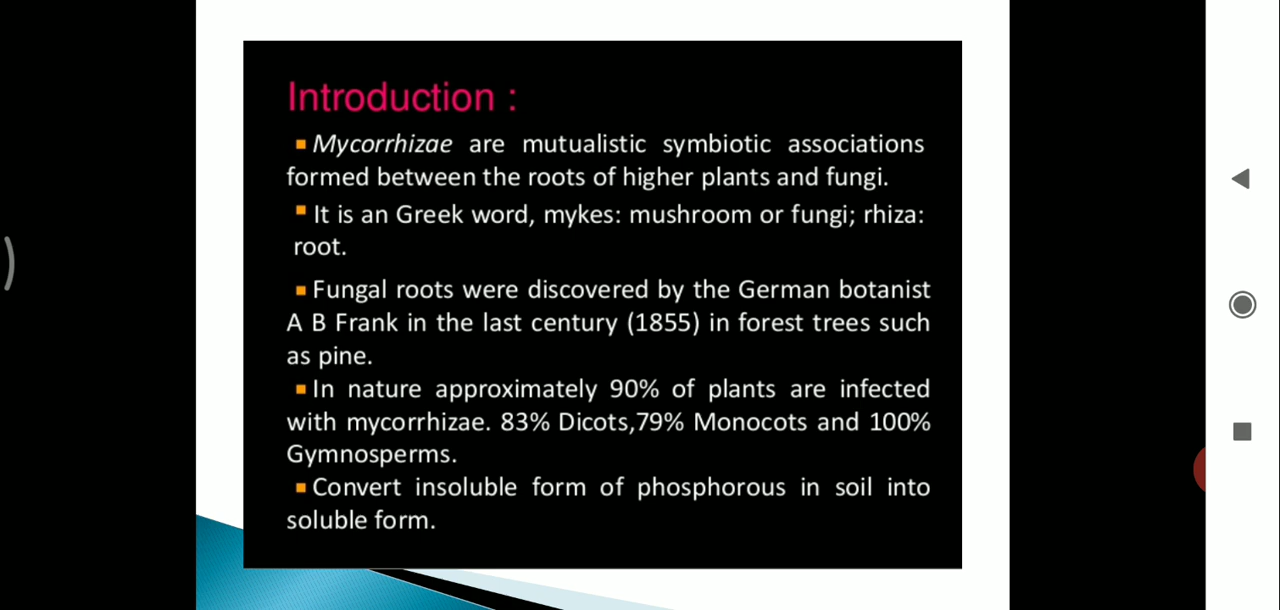 Introduction :
Mycorrhizae are mutualistic symbiotic associations
formed between the roots of higher plants and fungi.
It is an Greek word, mykes: mushroom or fungi; rhiza:
root.
Fungal roots were discovered by the German botanist
A B Frank in the last century (1855) in forest trees such
as pine.
In nature approximately 90% of plants are infected
with mycorrhizae. 83% Dicots,79% Monocots and 100%
Gymnosperms.
Convert insoluble form of phosphorous in soil into
soluble form.